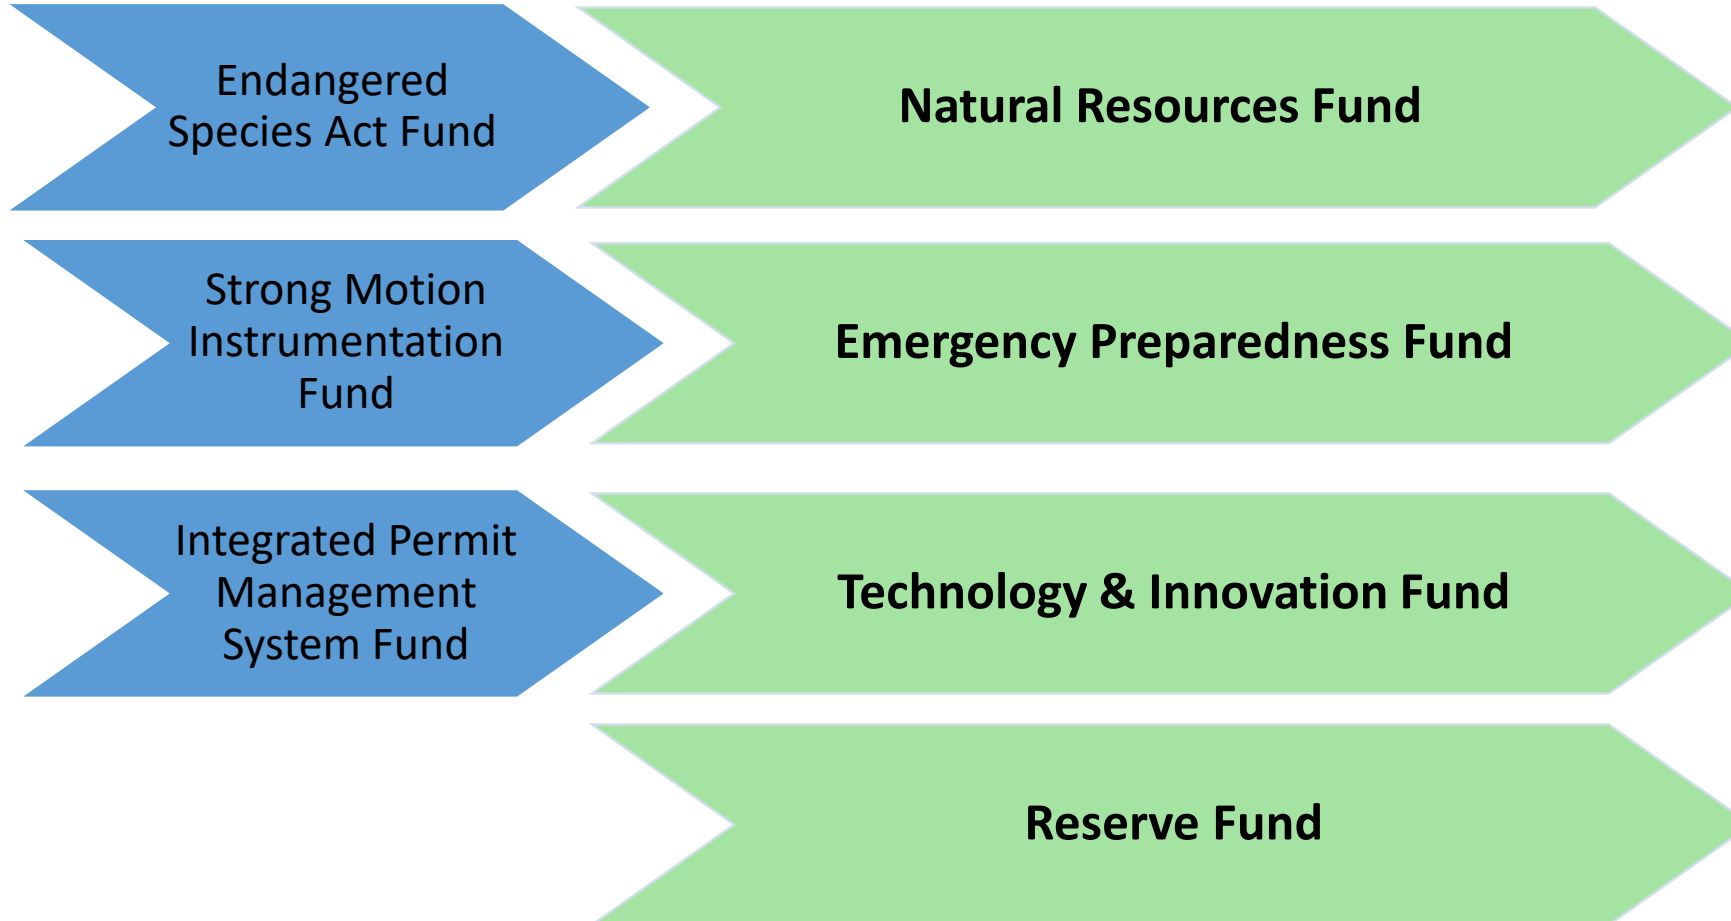 Endangered
Species Act Fund
Natural Resources Fund
Strong Motion
Instrumentation
Fund
Emergency Preparedness Fund
Integrated Permit
Management
System Fund
Technology & Innovation Fund
Reserve Fund